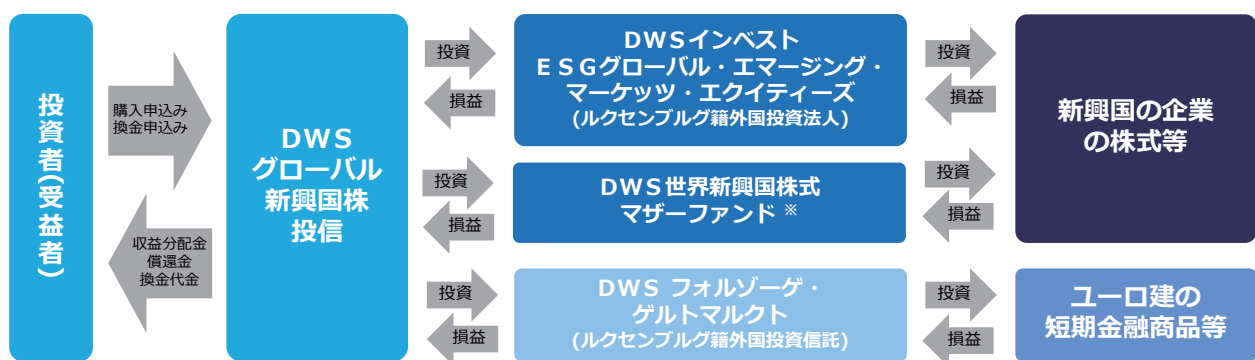 投資者(受益者)
購入申込み
換金申込み
収益分配金
償還金
換金代金
DWS
グローバル
新興国株
投信
投資
損益
DWSインベスト
ESGグローバル・エマージング・
マーケッツ・エクイティーズ
(ルクセンブルグ籍外国投資法人)
投資
損益
新興国の企業
の株式等
投資
損益
DWS世界新興国株式
マザーファンド ※
投資
損益
投資
損益
DWS フォルゾーゲ・
ゲルトマルクト
(ルクセンブルグ籍外国投資信託)
投資
損益
ユーロ建の
短期金融商品等